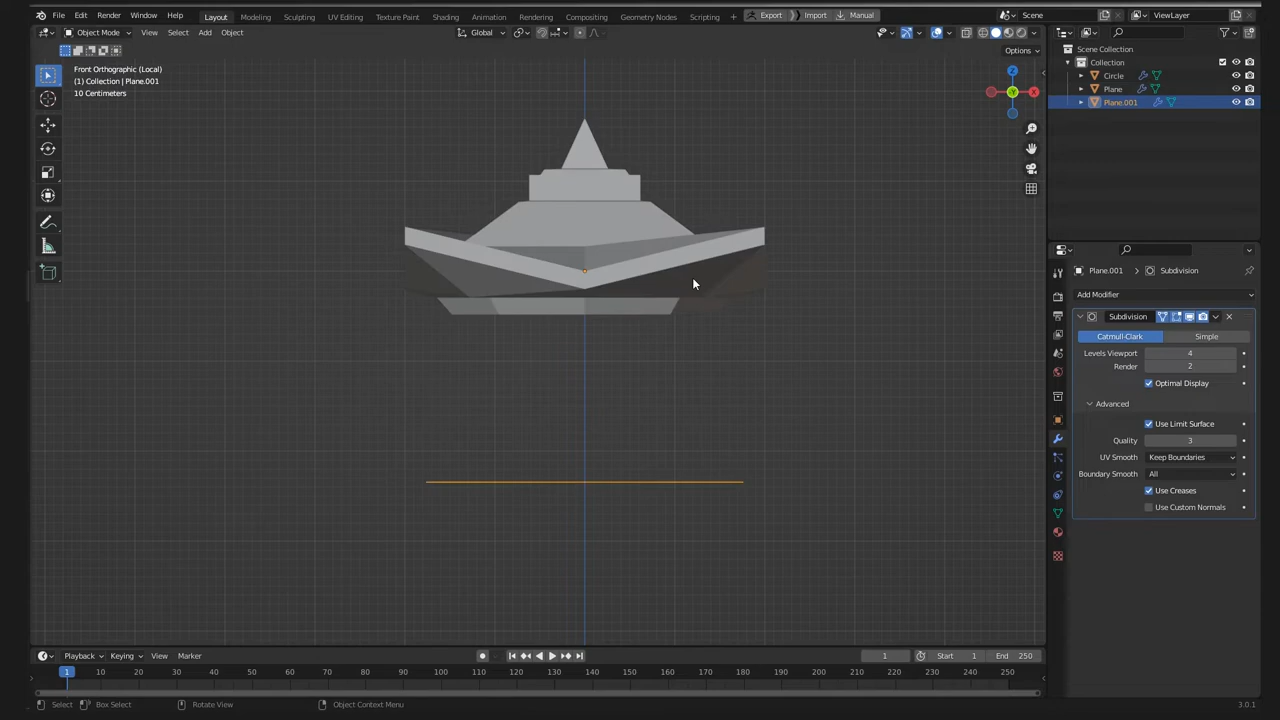 File Edit Render Window Help Layout Modeling Sculpting UV Editing Texture Paint Shading Animation Rendering Compositing Geometry Nodes Scripting + Export Import Manual Scene ViewLayer
Object Mode View Select Add Object Global
Options
Front Orthographic (Local)
(1) Collection | Plane.001
10 Centimeters
Z
Y
X
Scene Collection
Collection
Circle
Plane
Plane.001
Plane.001 Subdivision
Add Modifier
Subdivision
Catmull-Clark Simple
Levels Viewport 4
Render 2
Optimal Display
Advanced
Use Limit Surface
Quality 3
UV Smooth Keep Boundaries
Boundary Smooth All
Use Creases
Use Custom Normals
Playback Keying View Marker 1 Start 1 End 250
1 10 20 30 40 50 60 70 80 90 100 110 120 130 140 150 160 170 180 190 200 210 220 230 240 250
Select Box Select Rotate View Object Context Menu 3.0.1